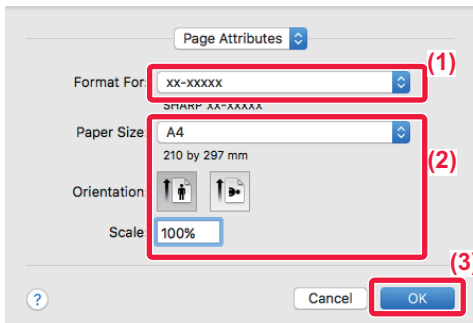 Page Attributes
(1)
Format For: xx-xxxxx
SHARP xx-xxxxx
Paper Size: A4
210 by 297 mm
(2)
Orientation:
Scale: 100%
(3)
? Cancel OK